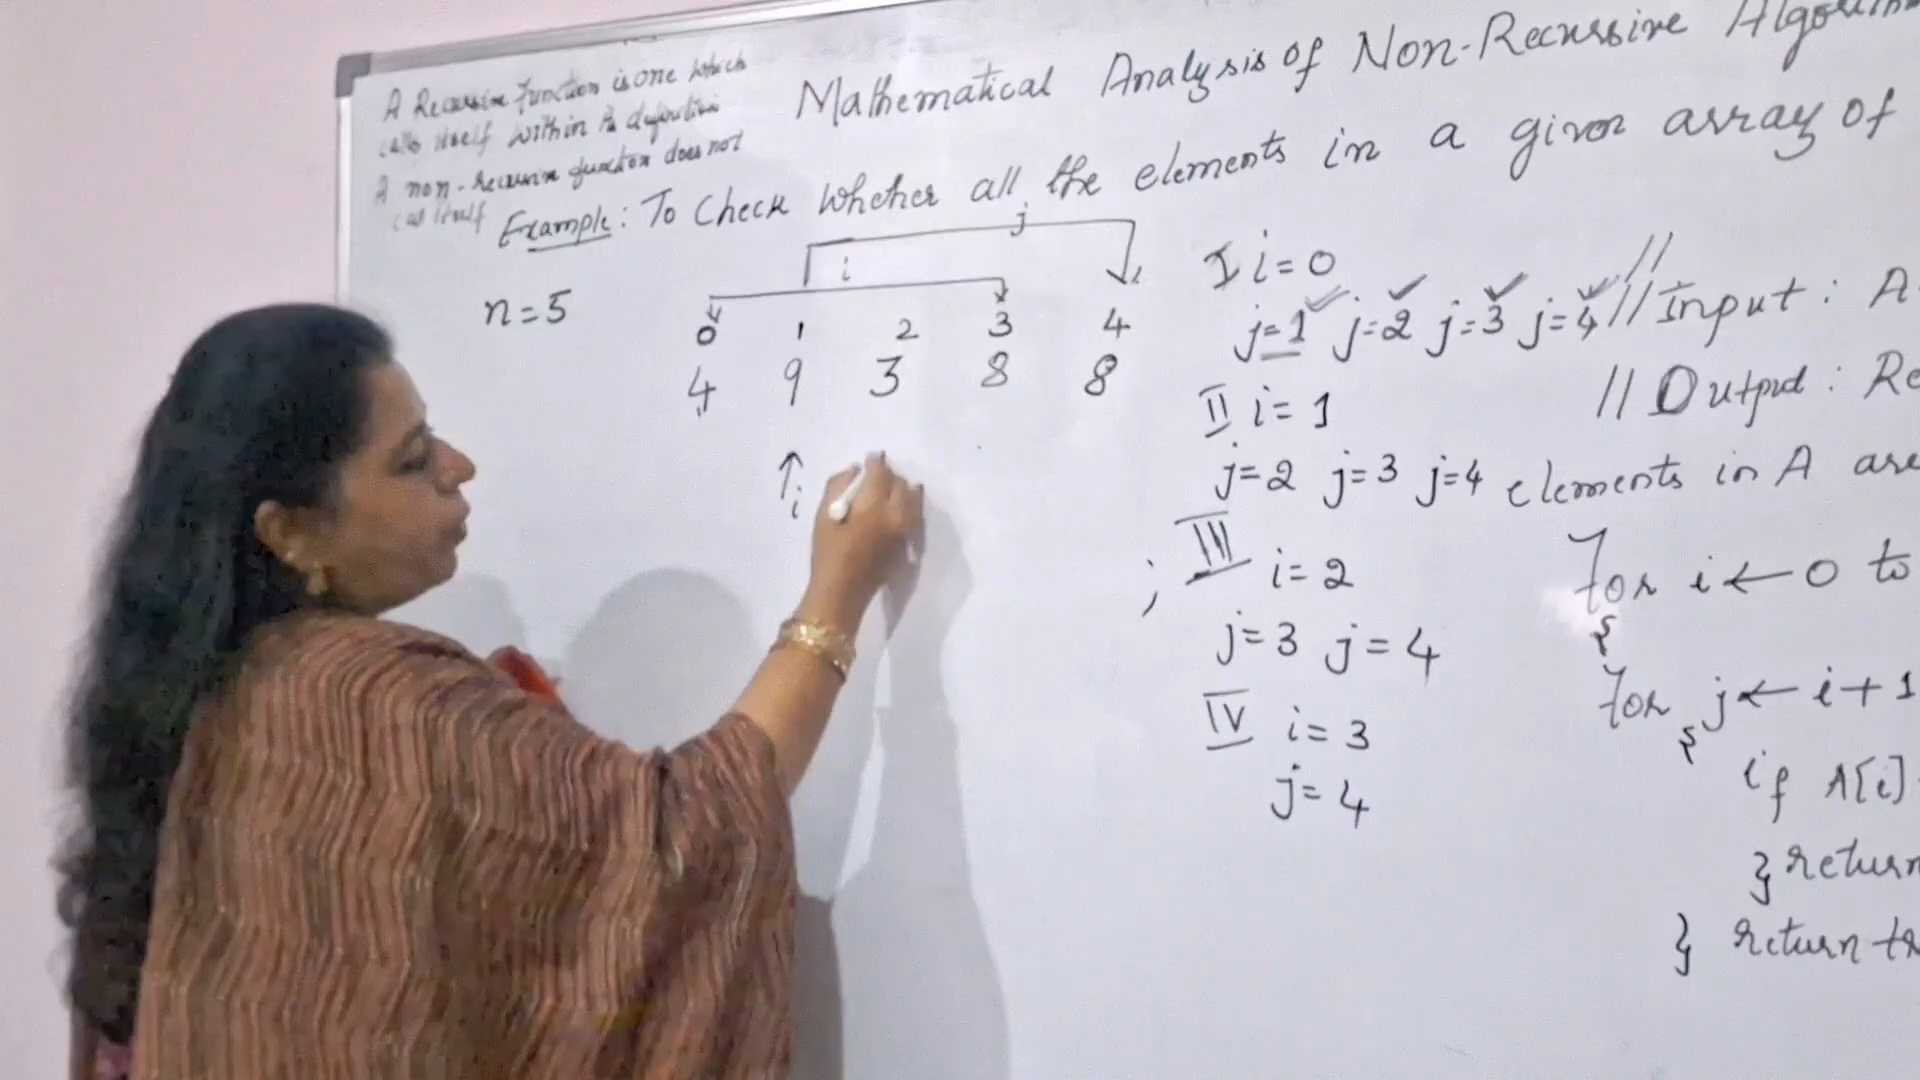 A Recursive function is one which
calls itself within its definition
A non-recursive function does not
call itself
Mathematical Analysis of Non-Recursive
Example: To Check Whether all the elements in a given array of
n=5
j
i
0 1 2 3 4
4 9 3 8 8
↑ i
I i=0
j=1 ✓ j=2 ✓ j=3 ✓ j=4 ✓
II i=1
j=2 j=3 j=4
; III i=2
j=3 j=4
IV i=3
j=4
//
// Input : A
// Output : Re
elements in A are
For i ← 0 to
{
For j ← i+1
{
if A[i]
} return
} return